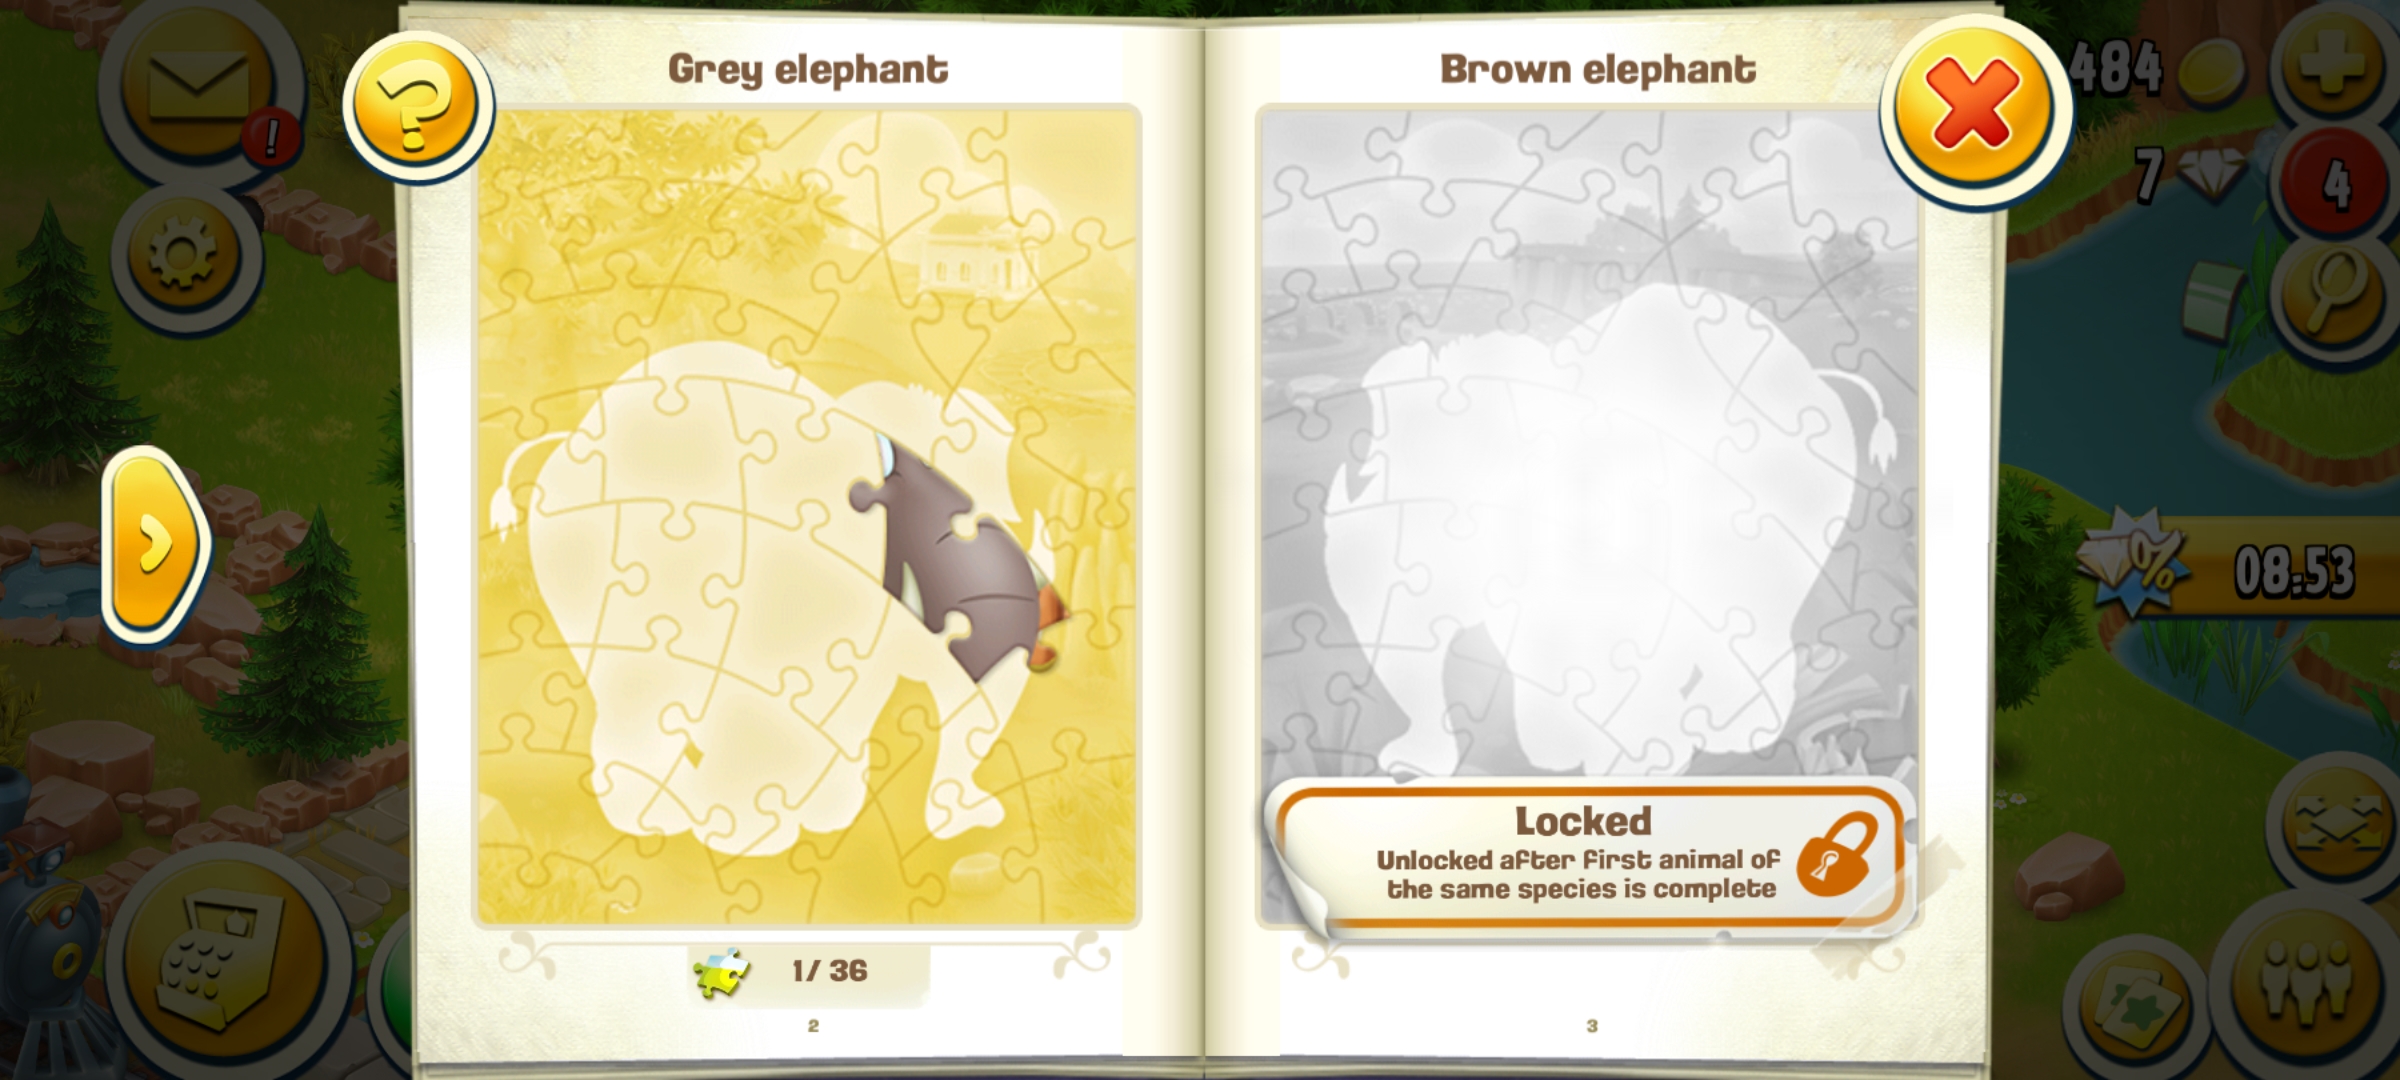 Grey elephant
Brown elephant
484
7
4
!
0%
08:53
Locked
Unlocked after first animal of
the same species is complete
1/ 36
2
3